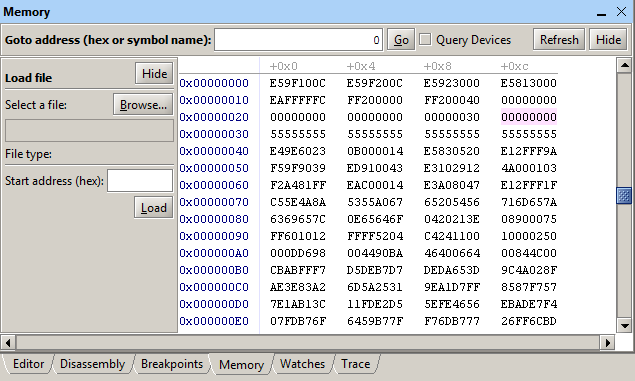 Memory
Goto address (hex or symbol name): 0 Go Query Devices Refresh Hide
Load file Hide
Select a file: Browse...
File type:
Start address (hex):
Load
+0x0 +0x4 +0x8 +0xc
0x00000000 E59F100C E59F200C E5923000 E5813000
0x00000010 EAFFFFFC FF200000 FF200040 00000000
0x00000020 00000000 00000000 00000030 00000000
0x00000030 55555555 55555555 55555555 55555555
0x00000040 E49E6023 0B000014 E5830520 E12FFF9A
0x00000050 F59F9039 ED910043 E3102912 4A000103
0x00000060 F2A481FF EAC00014 E3A08047 E12FFF1F
0x00000070 C55E4A8A 5355A067 65205456 716D657A
0x00000080 6369657C 0E65646F 0420213E 08900075
0x00000090 FF601012 FFFF5204 C4241100 10000250
0x000000A0 000DD698 004490BA 46400664 00844C00
0x000000B0 CBABFFF7 D5DEB7D7 DEDA653D 9C4A028F
0x000000C0 AE3E83A2 6D5A2531 9EA1D7FF 8587F757
0x000000D0 7E1AB13C 11FDE2D5 5EFE4656 EBADE7F4
0x000000E0 07FDB76F 6459B77F F76DB777 26FF6CBD
Editor Disassembly Breakpoints Memory Watches Trace